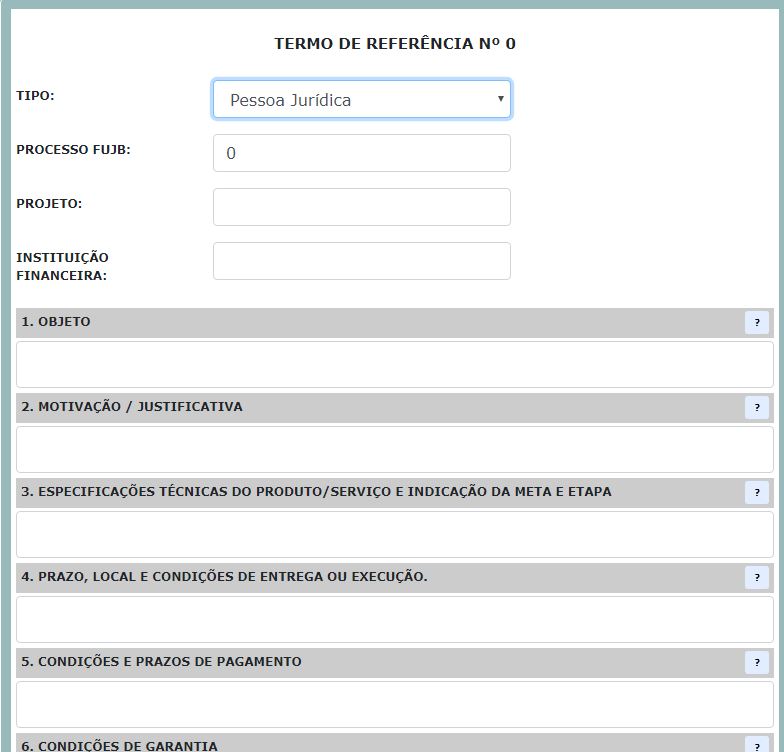 TERMO DE REFERÊNCIA Nº 0
TIPO:
Pessoa Jurídica
PROCESSO FUJB:
0
PROJETO:
INSTITUIÇÃO
FINANCEIRA:
1. OBJETO ?
2. MOTIVAÇÃO / JUSTIFICATIVA ?
3. ESPECIFICAÇÕES TÉCNICAS DO PRODUTO/SERVIÇO E INDICAÇÃO DA META E ETAPA ?
4. PRAZO, LOCAL E CONDIÇÕES DE ENTREGA OU EXECUÇÃO. ?
5. CONDIÇÕES E PRAZOS DE PAGAMENTO ?
6. CONDIÇÕES DE GARANTIA ?